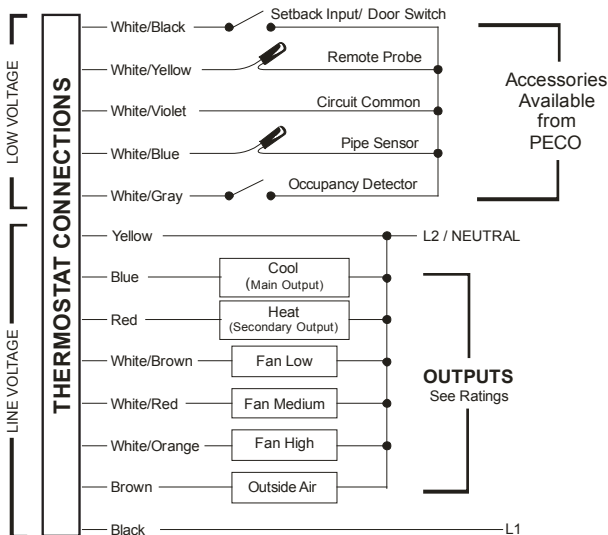 LOW VOLTAGE
LINE VOLTAGE
THERMOSTAT CONNECTIONS
White/Black Setback Input/ Door Switch
White/Yellow Remote Probe
White/Violet Circuit Common
White/Blue Pipe Sensor
White/Gray Occupancy Detector
Accessories
Available
from
PECO
Yellow L2 / NEUTRAL
Blue Cool
(Main Output)
Red Heat
(Secondary Output)
White/Brown Fan Low
White/Red Fan Medium
White/Orange Fan High
Brown Outside Air
OUTPUTS
See Ratings
Black L1